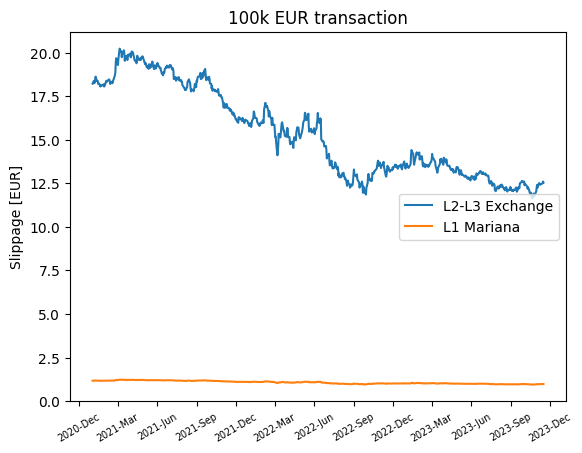 100k EUR transaction
Slippage [EUR]
20.0
17.5
15.0
12.5
10.0
7.5
5.0
2.5
0.0
L2-L3 Exchange
L1 Mariana
2020-Dec
2021-Mar
2021-Jun
2021-Sep
2021-Dec
2022-Mar
2022-Jun
2022-Sep
2022-Dec
2023-Mar
2023-Jun
2023-Sep
2023-Dec